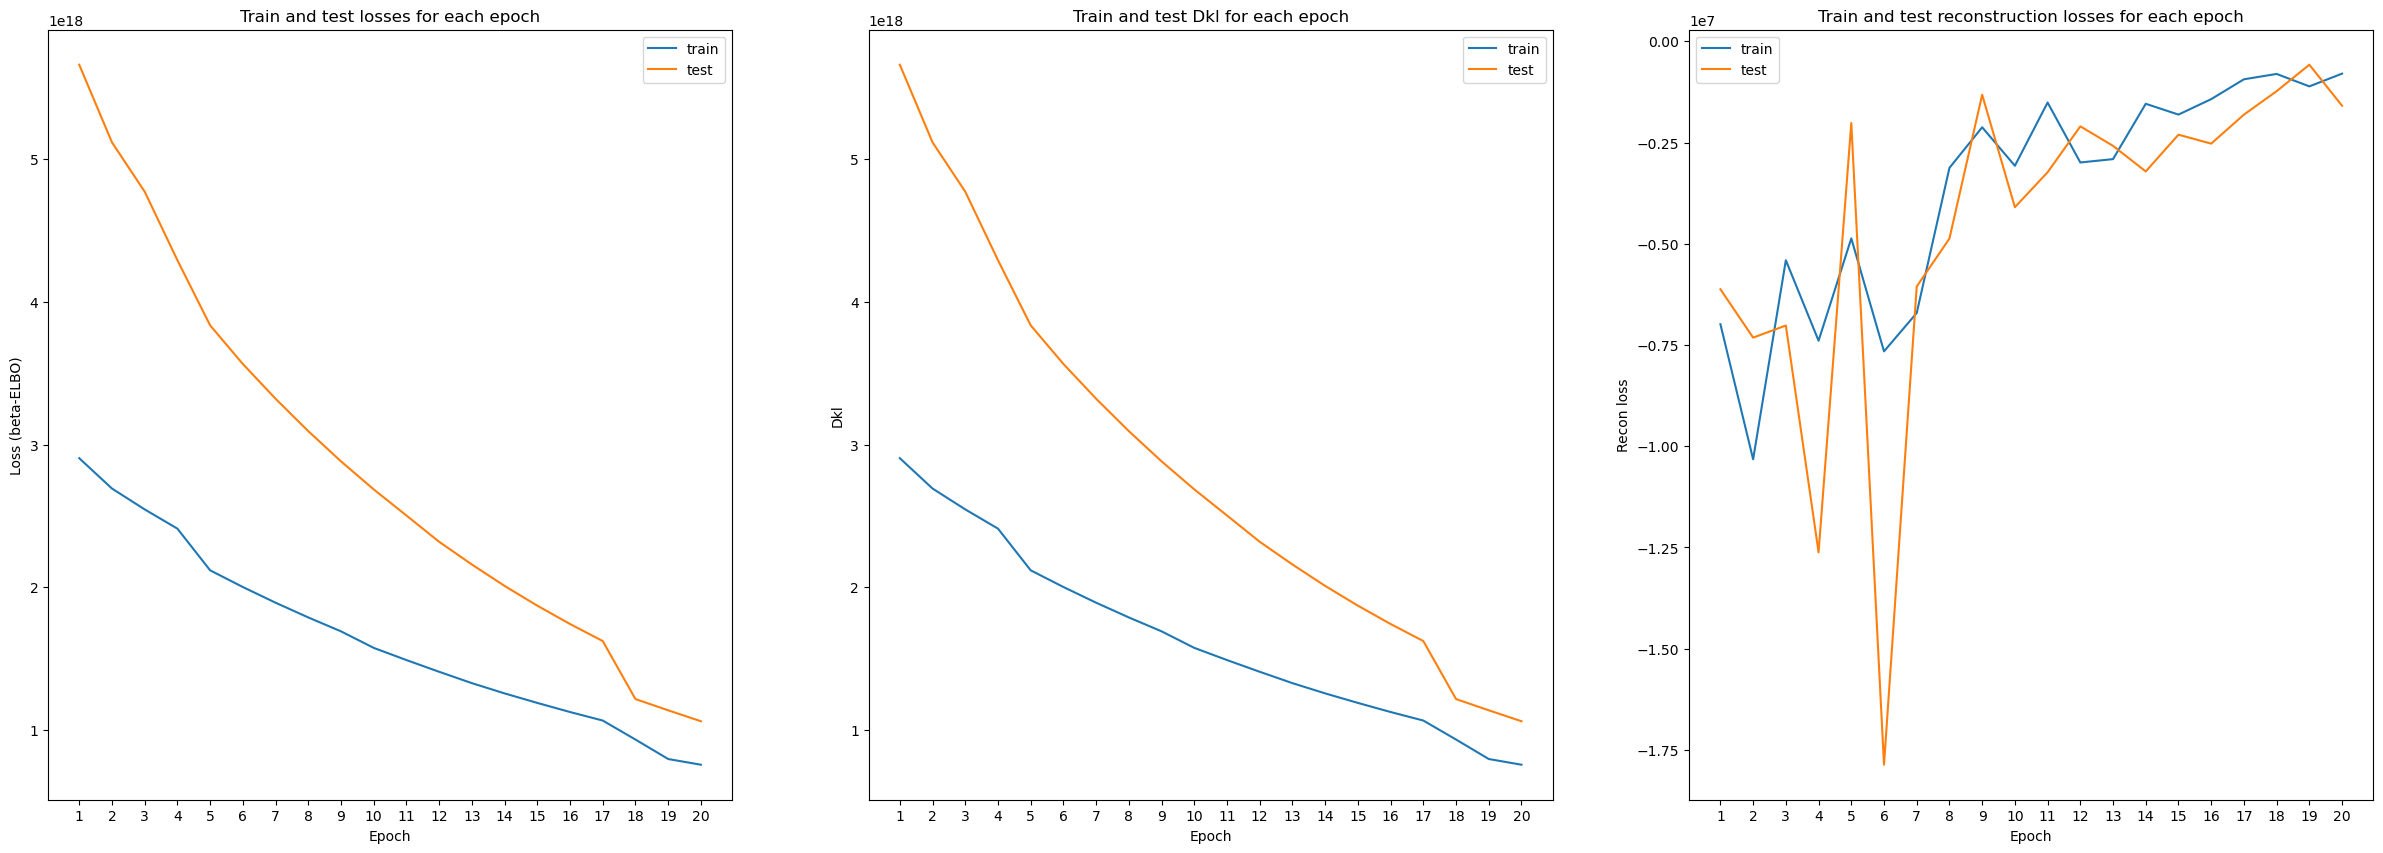 Train and test losses for each epoch
1e18
train
test
5
4
3
2
1
Loss (beta-ELBO)
1 2 3 4 5 6 7 8 9 10 11 12 13 14 15 16 17 18 19 20
Epoch
Train and test Dkl for each epoch
1e18
train
test
5
4
3
2
1
Dkl
1 2 3 4 5 6 7 8 9 10 11 12 13 14 15 16 17 18 19 20
Epoch
Train and test reconstruction losses for each epoch
1e7
train
test
0.00
−0.25
−0.50
−0.75
−1.00
−1.25
−1.50
−1.75
Recon loss
1 2 3 4 5 6 7 8 9 10 11 12 13 14 15 16 17 18 19 20
Epoch